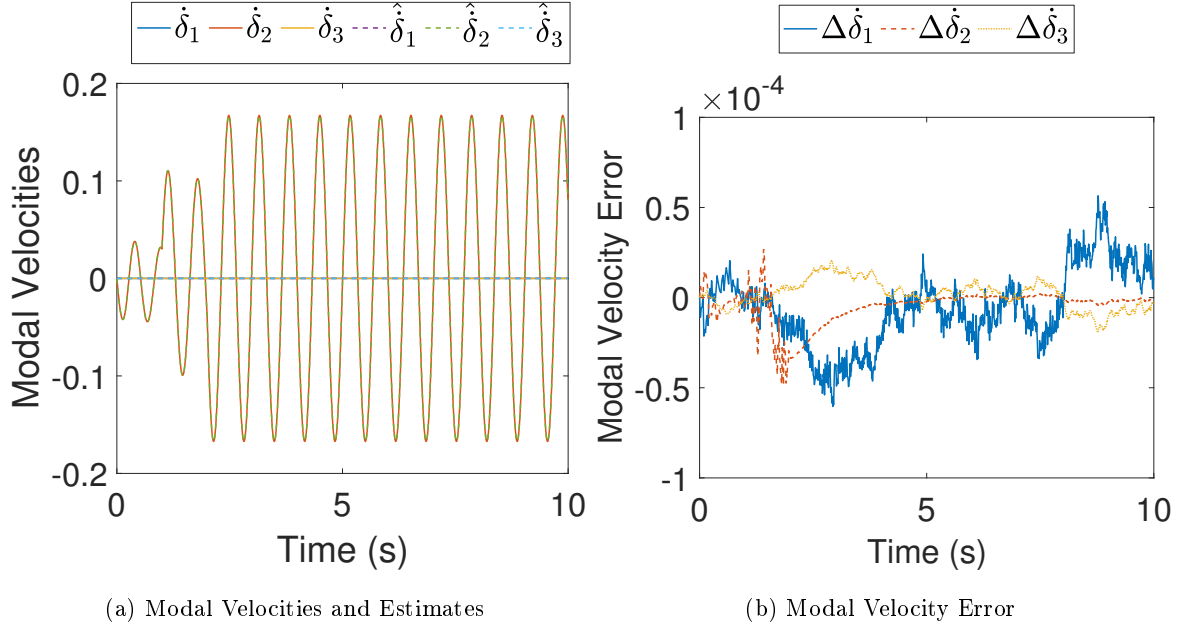 δ̇₁ δ̇₂ δ̇₃ δ̇̂₁ δ̇̂₂ δ̇̂₃
0.2
0.1
0
-0.1
-0.2
Modal Velocities
0 5 10
Time (s)
(a) Modal Velocities and Estimates
Δδ̇₁ Δδ̇₂ Δδ̇₃
×10⁻⁴
1
0.5
0
-0.5
-1
Modal Velocity Error
0 5 10
Time (s)
(b) Modal Velocity Error